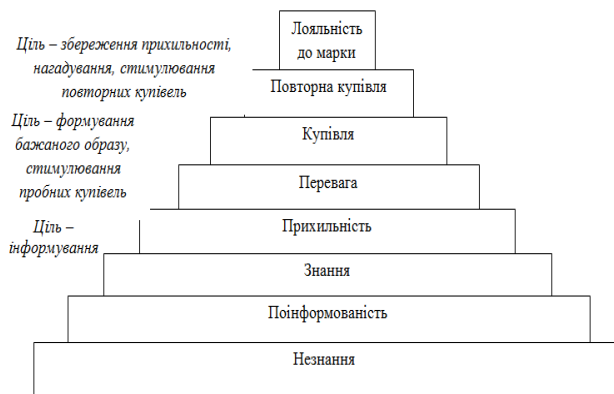 Лояльність
до марки
Ціль – збереження прихильності,
нагадування, стимулювання
повторних купівель
Повторна купівля
Ціль – формування
бажаного образу,
стимулювання
пробних купівель
Купівля
Перевага
Ціль –
інформування
Прихильність
Знання
Поінформованість
Незнання